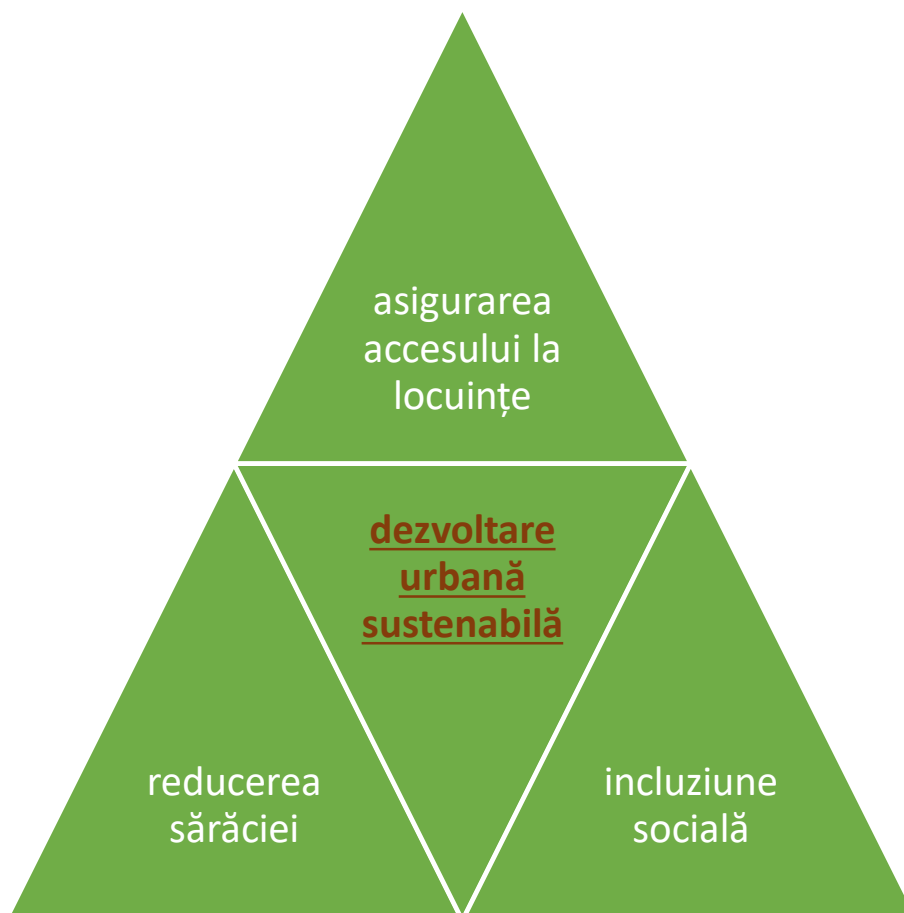 asigurarea
accesului la
locuințe
dezvoltare
urbană
sustenabilă
reducerea
sărăciei
incluziune
socială